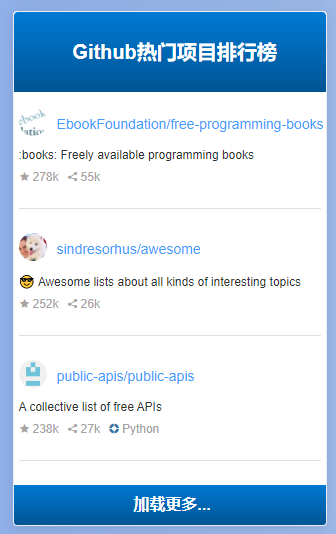 Github热门项目排行榜
EbookFoundation/free-programming-books
:books: Freely available programming books
278k 55k
sindresorhus/awesome
😎 Awesome lists about all kinds of interesting topics
252k 26k
public-apis/public-apis
A collective list of free APIs
238k 27k Python
加载更多...